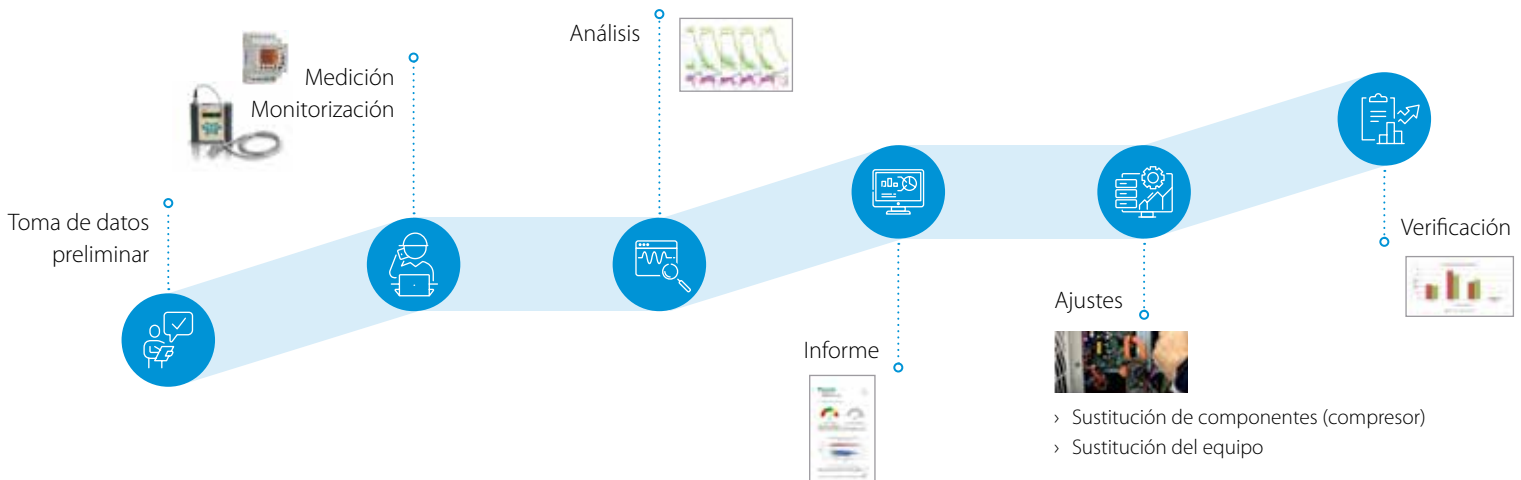 Toma de datos
preliminar
Medición
Monitorización
Análisis
Informe
Ajustes
› Sustitución de componentes (compresor)
› Sustitución del equipo
Verificación